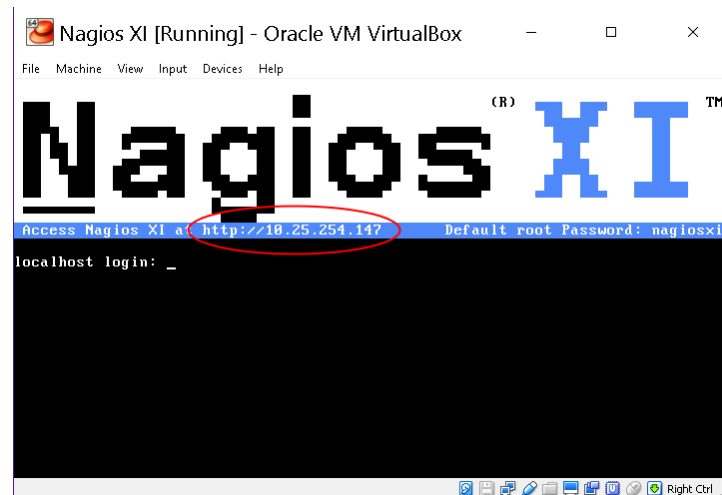 64
Nagios XI [Running] - Oracle VM VirtualBox
File Machine View Input Devices Help
Nagios (R) XI TM
Access Nagios XI at http://10.25.254.147 Default root Password: nagiosxi
localhost login: _
Right Ctrl